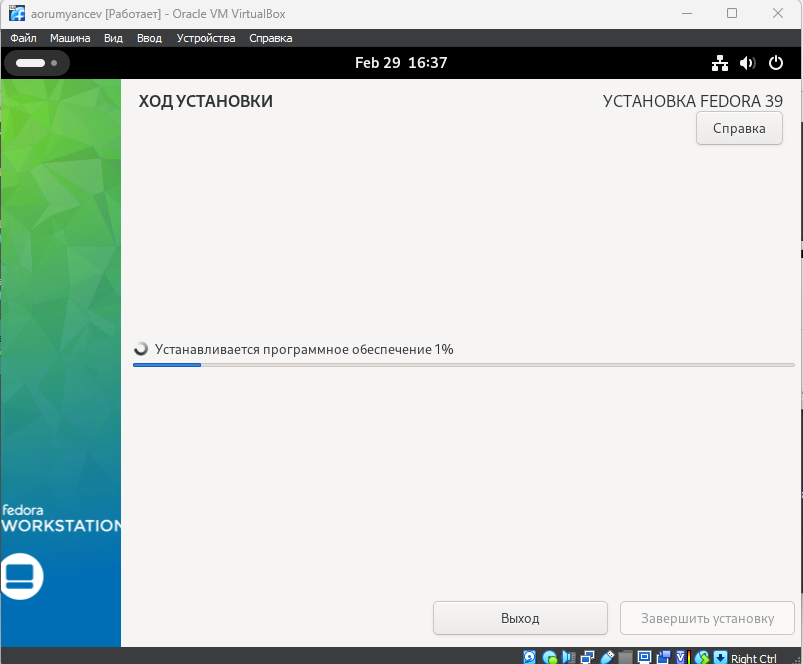 aorumyancev [Работает] - Oracle VM VirtualBox
Файл Машина Вид Ввод Устройства Справка
Feb 29 16:37
ХОД УСТАНОВКИ
УСТАНОВКА FEDORA 39
Справка
Устанавливается программное обеспечение 1%
fedora
WORKSTATION
Выход
Завершить установку
Right Ctrl